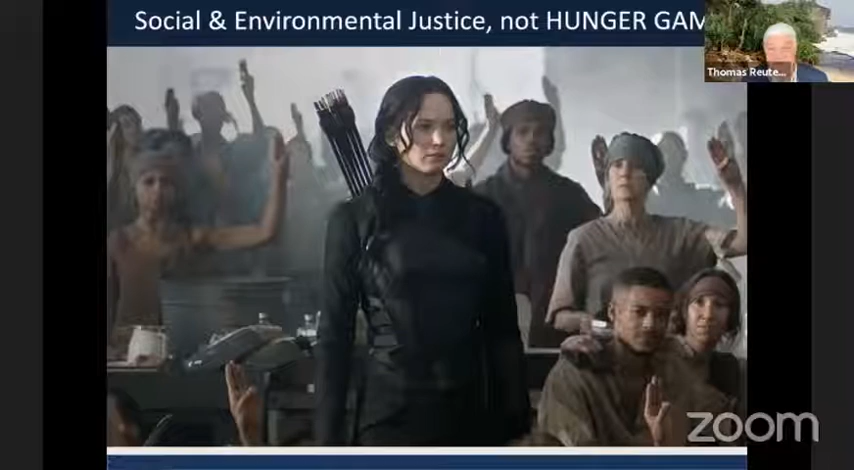 Social & Environmental Justice, not HUNGER GAM
Thomas Reute...
zoom